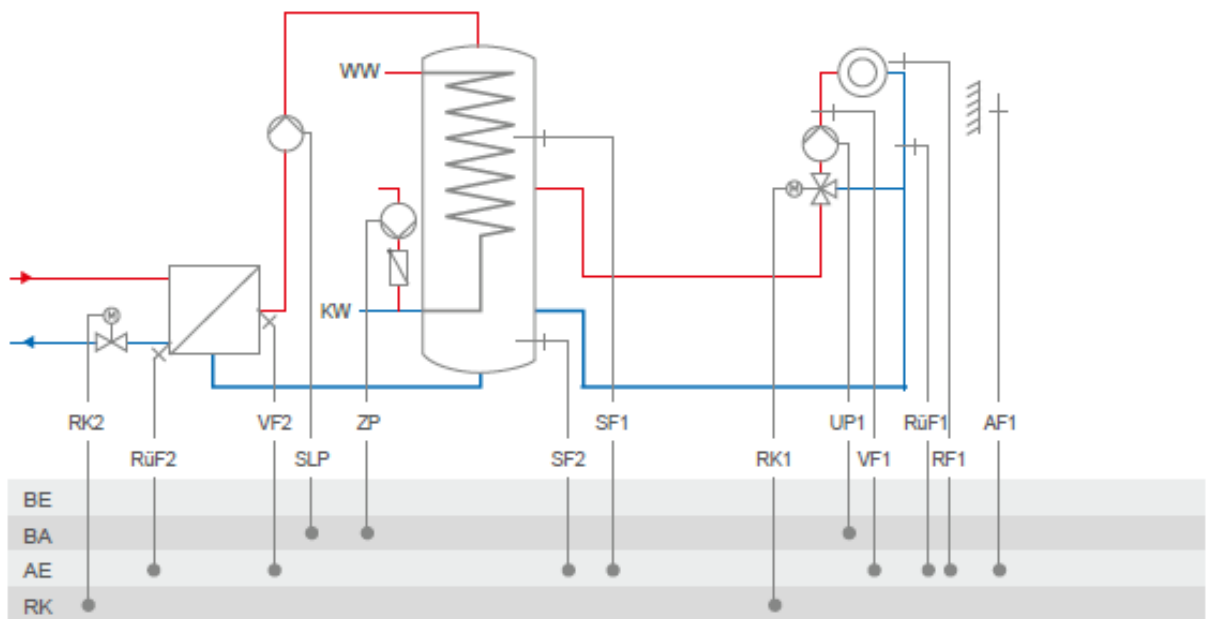 WW
M
KW
M
RK2 VF2 ZP SF1 UP1 RüF1 AF1
RüF2 SLP SF2 RK1 VF1 RF1
BE
BA
AE
RK